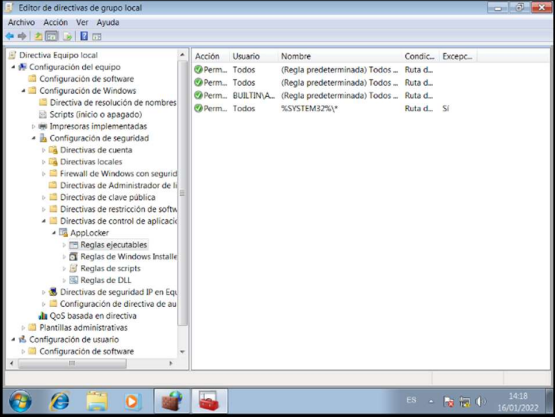 Editor de directivas de grupo local
Archivo Acción Ver Ayuda
Directiva Equipo local
Configuración del equipo
Configuración de software
Configuración de Windows
Directiva de resolución de nombres
Scripts (inicio o apagado)
Impresoras implementadas
Configuración de seguridad
Directivas de cuenta
Directivas locales
Firewall de Windows con segurid
Directivas de Administrador de li
Directivas de clave pública
Directivas de restricción de softw
Directivas de control de aplicacio
AppLocker
Reglas ejecutables
Reglas de Windows Installe
Reglas de scripts
Reglas de DLL
Directivas de seguridad IP en Equ
Configuración de directiva de au
QoS basada en directiva
Plantillas administrativas
Configuración de usuario
Configuración de software
Acción Usuario Nombre Condic... Excepc...
Perm... Todos (Regla predeterminada) Todos ... Ruta d...
Perm... Todos (Regla predeterminada) Todos ... Ruta d...
Perm... BUILTIN\A... (Regla predeterminada) Todos ... Ruta d...
Perm... Todos %SYSTEM32%\* Ruta d... Sí
ES 14:18
16/01/2022